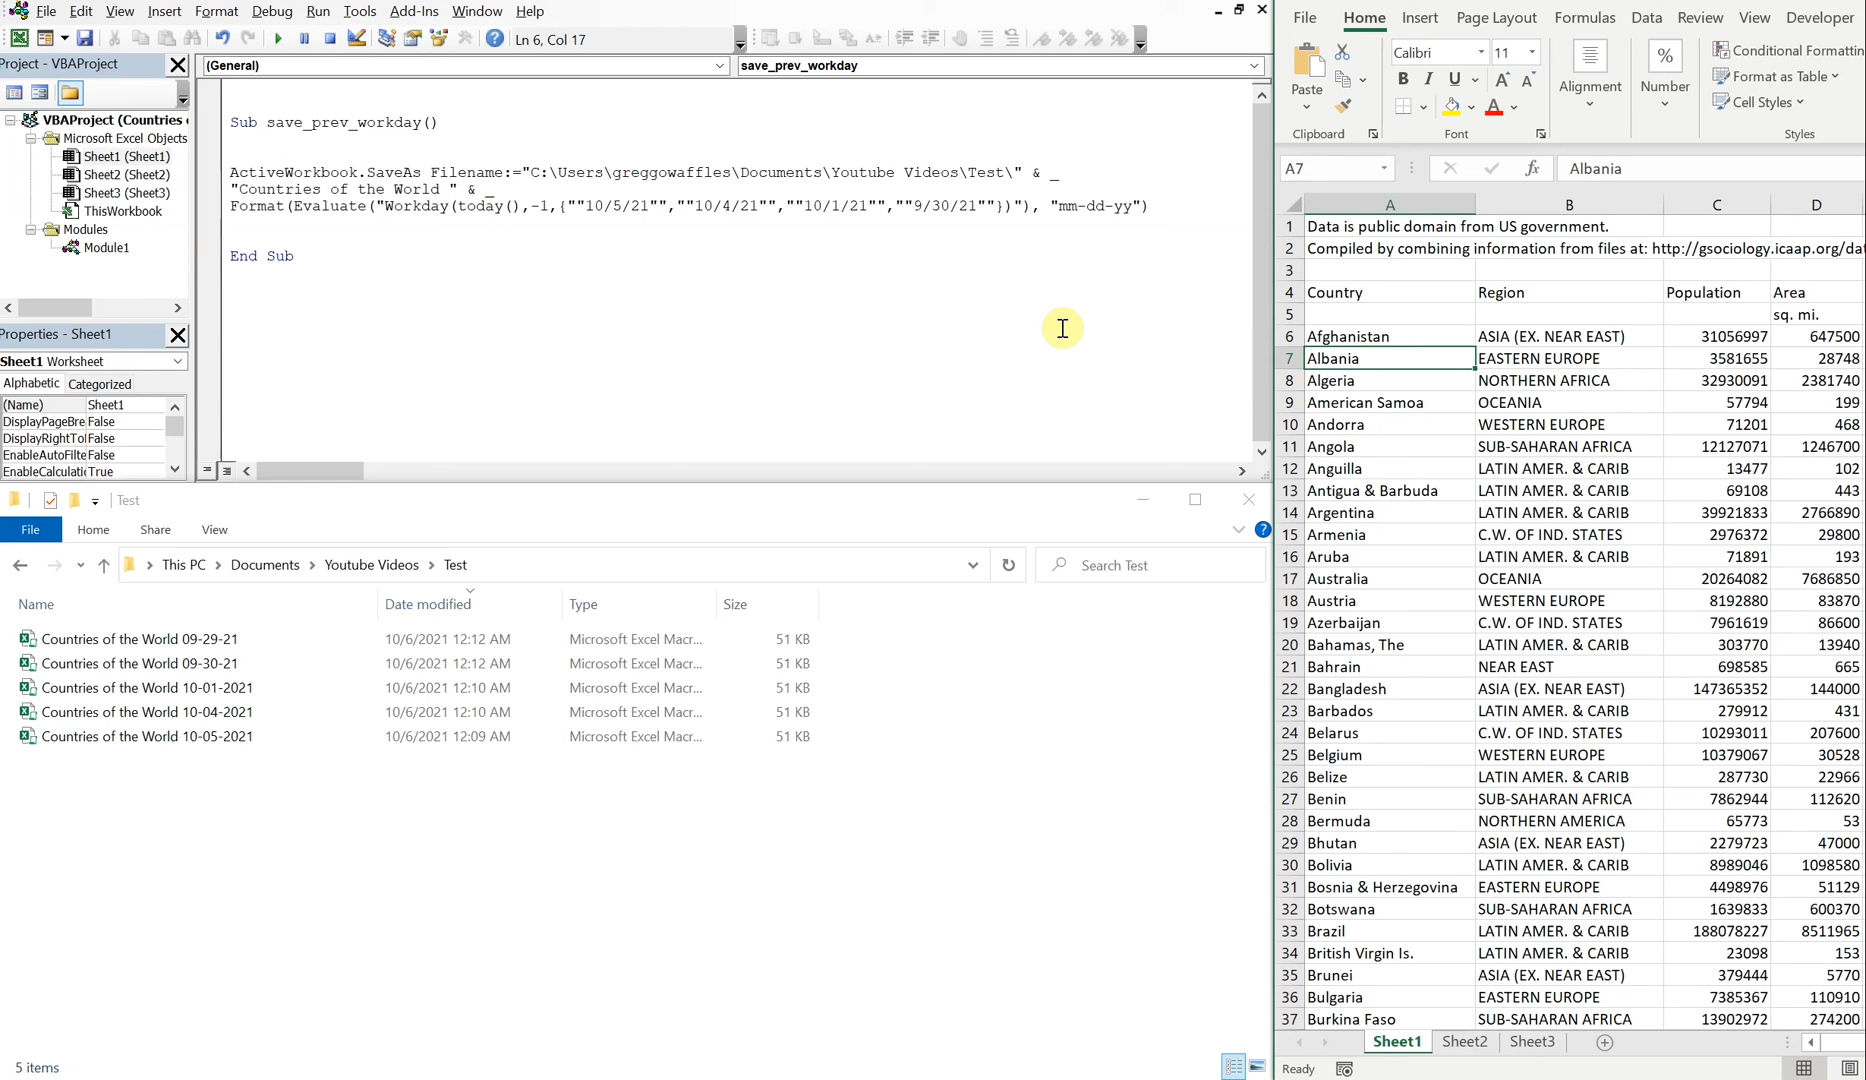 File Edit View Insert Format Debug Run Tools Add-Ins Window Help
Ln 6, Col 17
Project - VBAProject
VBAProject (Countries
Microsoft Excel Objects
Sheet1 (Sheet1)
Sheet2 (Sheet2)
Sheet3 (Sheet3)
ThisWorkbook
Modules
Module1
Properties - Sheet1
Sheet1 Worksheet
Alphabetic Categorized
(Name) Sheet1
DisplayPageBre False
DisplayRightTo False
EnableAutoFilte False
EnableCalculati True
(General) save_prev_workday
Sub save_prev_workday()
ActiveWorkbook.SaveAs Filename:="C:\Users\greggowaffles\Documents\Youtube Videos\Test\" & _
"Countries of the World " & _
Format(Evaluate("Workday(today(),-1,{""10/5/21"",""10/4/21"",""10/1/21"",""9/30/21""})"), "mm-dd-yy")
End Sub
Test
File Home Share View
This PC > Documents > Youtube Videos > Test
Search Test
Name Date modified Type Size
Countries of the World 09-29-21 10/6/2021 12:12 AM Microsoft Excel Macr... 51 KB
Countries of the World 09-30-21 10/6/2021 12:12 AM Microsoft Excel Macr... 51 KB
Countries of the World 10-01-2021 10/6/2021 12:10 AM Microsoft Excel Macr... 51 KB
Countries of the World 10-04-2021 10/6/2021 12:10 AM Microsoft Excel Macr... 51 KB
Countries of the World 10-05-2021 10/6/2021 12:09 AM Microsoft Excel Macr... 51 KB
5 items
File Home Insert Page Layout Formulas Data Review View Developer
Paste
Calibri 11
B I U
Alignment
% Number
Conditional Formattin
Format as Table
Cell Styles
Clipboard Font Styles
A7 fx Albania
A B C D
1 Data is public domain from US government.
2 Compiled by combining information from files at: http://gsociology.icaap.org/dat
3
4 Country Region Population Area
5 sq. mi.
6 Afghanistan ASIA (EX. NEAR EAST) 31056997 647500
7 Albania EASTERN EUROPE 3581655 28748
8 Algeria NORTHERN AFRICA 32930091 2381740
9 American Samoa OCEANIA 57794 199
10 Andorra WESTERN EUROPE 71201 468
11 Angola SUB-SAHARAN AFRICA 12127071 1246700
12 Anguilla LATIN AMER. & CARIB 13477 102
13 Antigua & Barbuda LATIN AMER. & CARIB 69108 443
14 Argentina LATIN AMER. & CARIB 39921833 2766890
15 Armenia C.W. OF IND. STATES 2976372 29800
16 Aruba LATIN AMER. & CARIB 71891 193
17 Australia OCEANIA 20264082 7686850
18 Austria WESTERN EUROPE 8192880 83870
19 Azerbaijan C.W. OF IND. STATES 7961619 86600
20 Bahamas, The LATIN AMER. & CARIB 303770 13940
21 Bahrain NEAR EAST 698585 665
22 Bangladesh ASIA (EX. NEAR EAST) 147365352 144000
23 Barbados LATIN AMER. & CARIB 279912 431
24 Belarus C.W. OF IND. STATES 10293011 207600
25 Belgium WESTERN EUROPE 10379067 30528
26 Belize LATIN AMER. & CARIB 287730 22966
27 Benin SUB-SAHARAN AFRICA 7862944 112620
28 Bermuda NORTHERN AMERICA 65773 53
29 Bhutan ASIA (EX. NEAR EAST) 2279723 47000
30 Bolivia LATIN AMER. & CARIB 8989046 1098580
31 Bosnia & Herzegovina EASTERN EUROPE 4498976 51129
32 Botswana SUB-SAHARAN AFRICA 1639833 600370
33 Brazil LATIN AMER. & CARIB 188078227 8511965
34 British Virgin Is. LATIN AMER. & CARIB 23098 153
35 Brunei ASIA (EX. NEAR EAST) 379444 5770
36 Bulgaria EASTERN EUROPE 7385367 110910
37 Burkina Faso SUB-SAHARAN AFRICA 13902972 274200
Sheet1 Sheet2 Sheet3
Ready